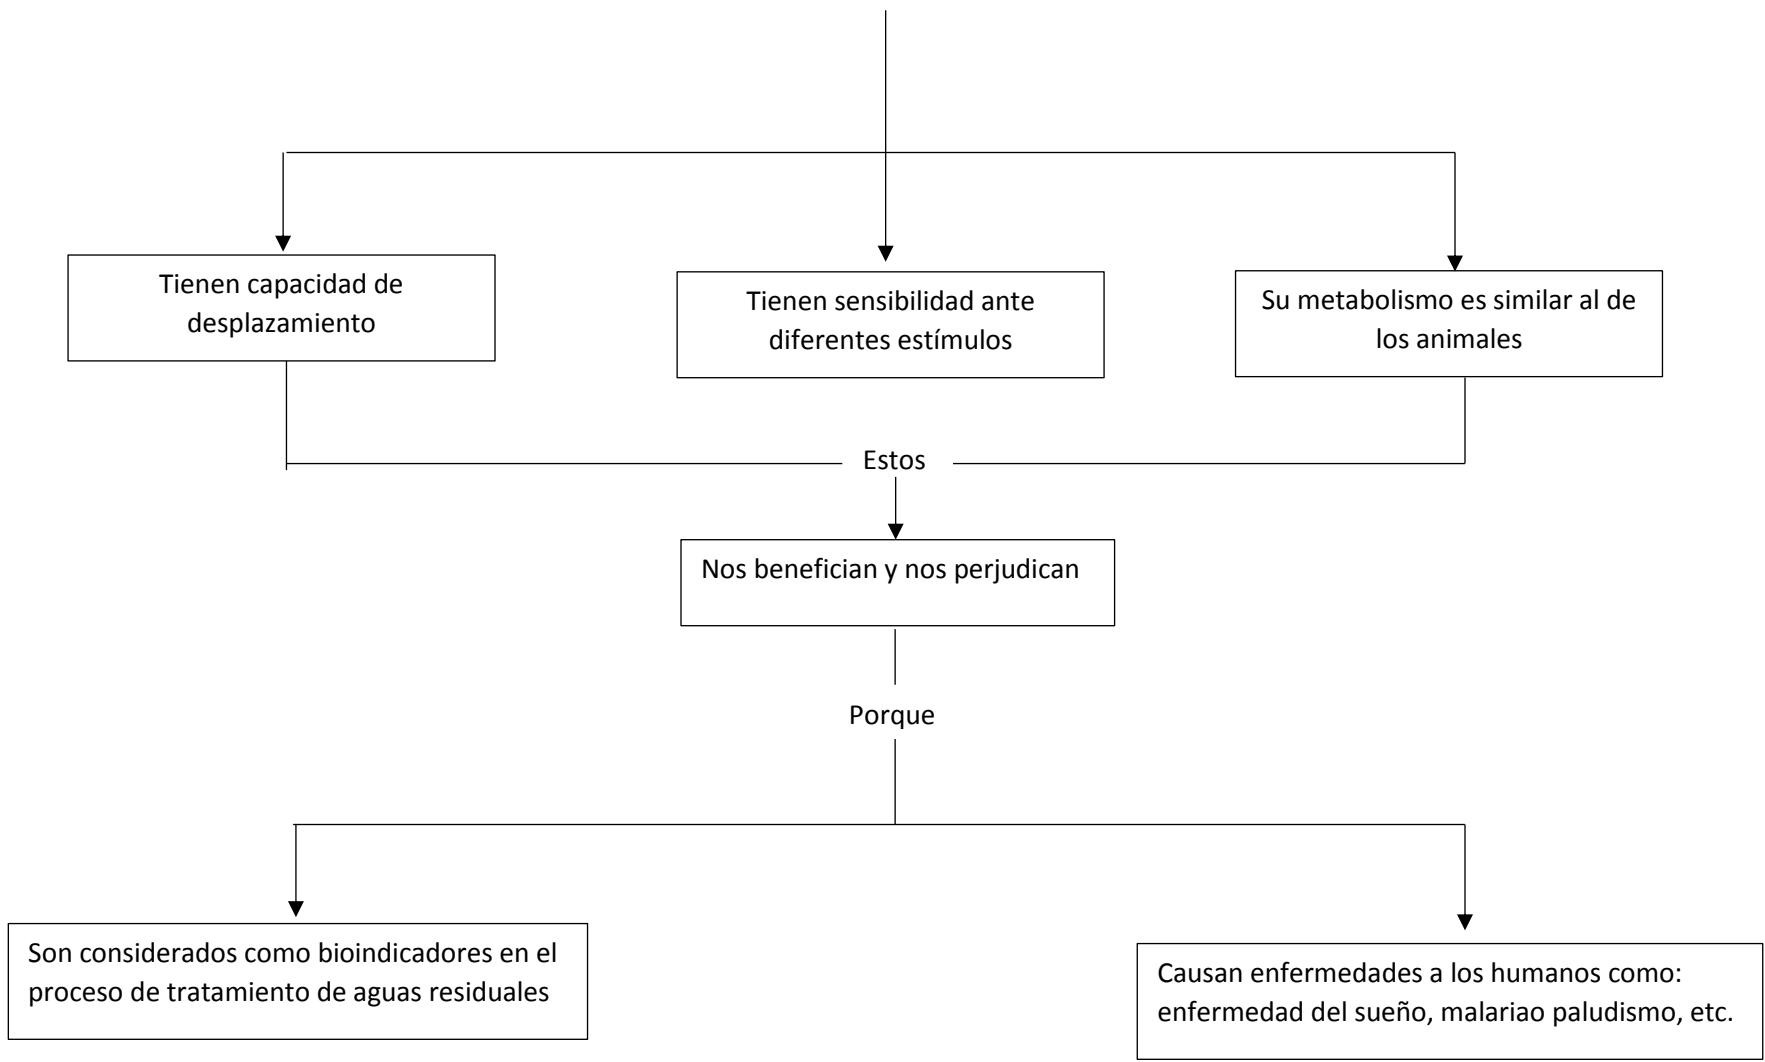 Tienen capacidad de
desplazamiento
Tienen sensibilidad ante
diferentes estímulos
Su metabolismo es similar al de
los animales
Estos
Nos benefician y nos perjudican
Porque
Son considerados como bioindicadores en el
proceso de tratamiento de aguas residuales
Causan enfermedades a los humanos como:
enfermedad del sueño, malariao paludismo, etc.